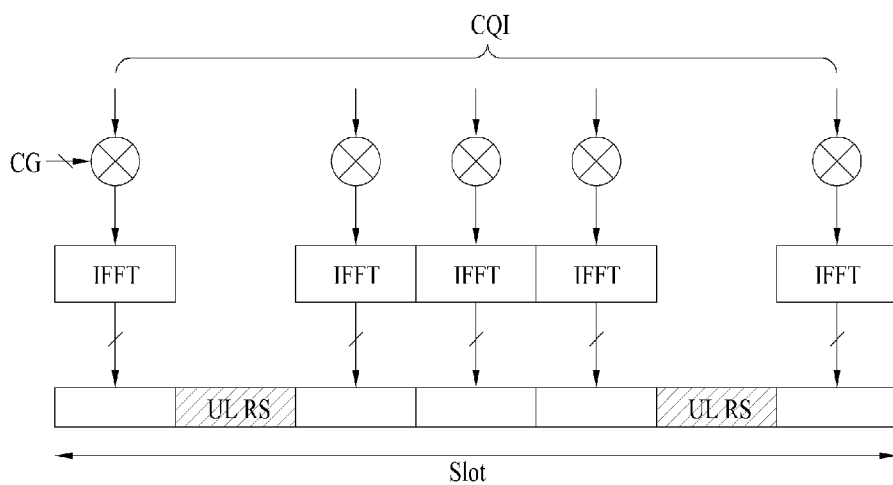 CQI
CG
IFFT IFFT IFFT IFFT IFFT
UL RS UL RS
Slot